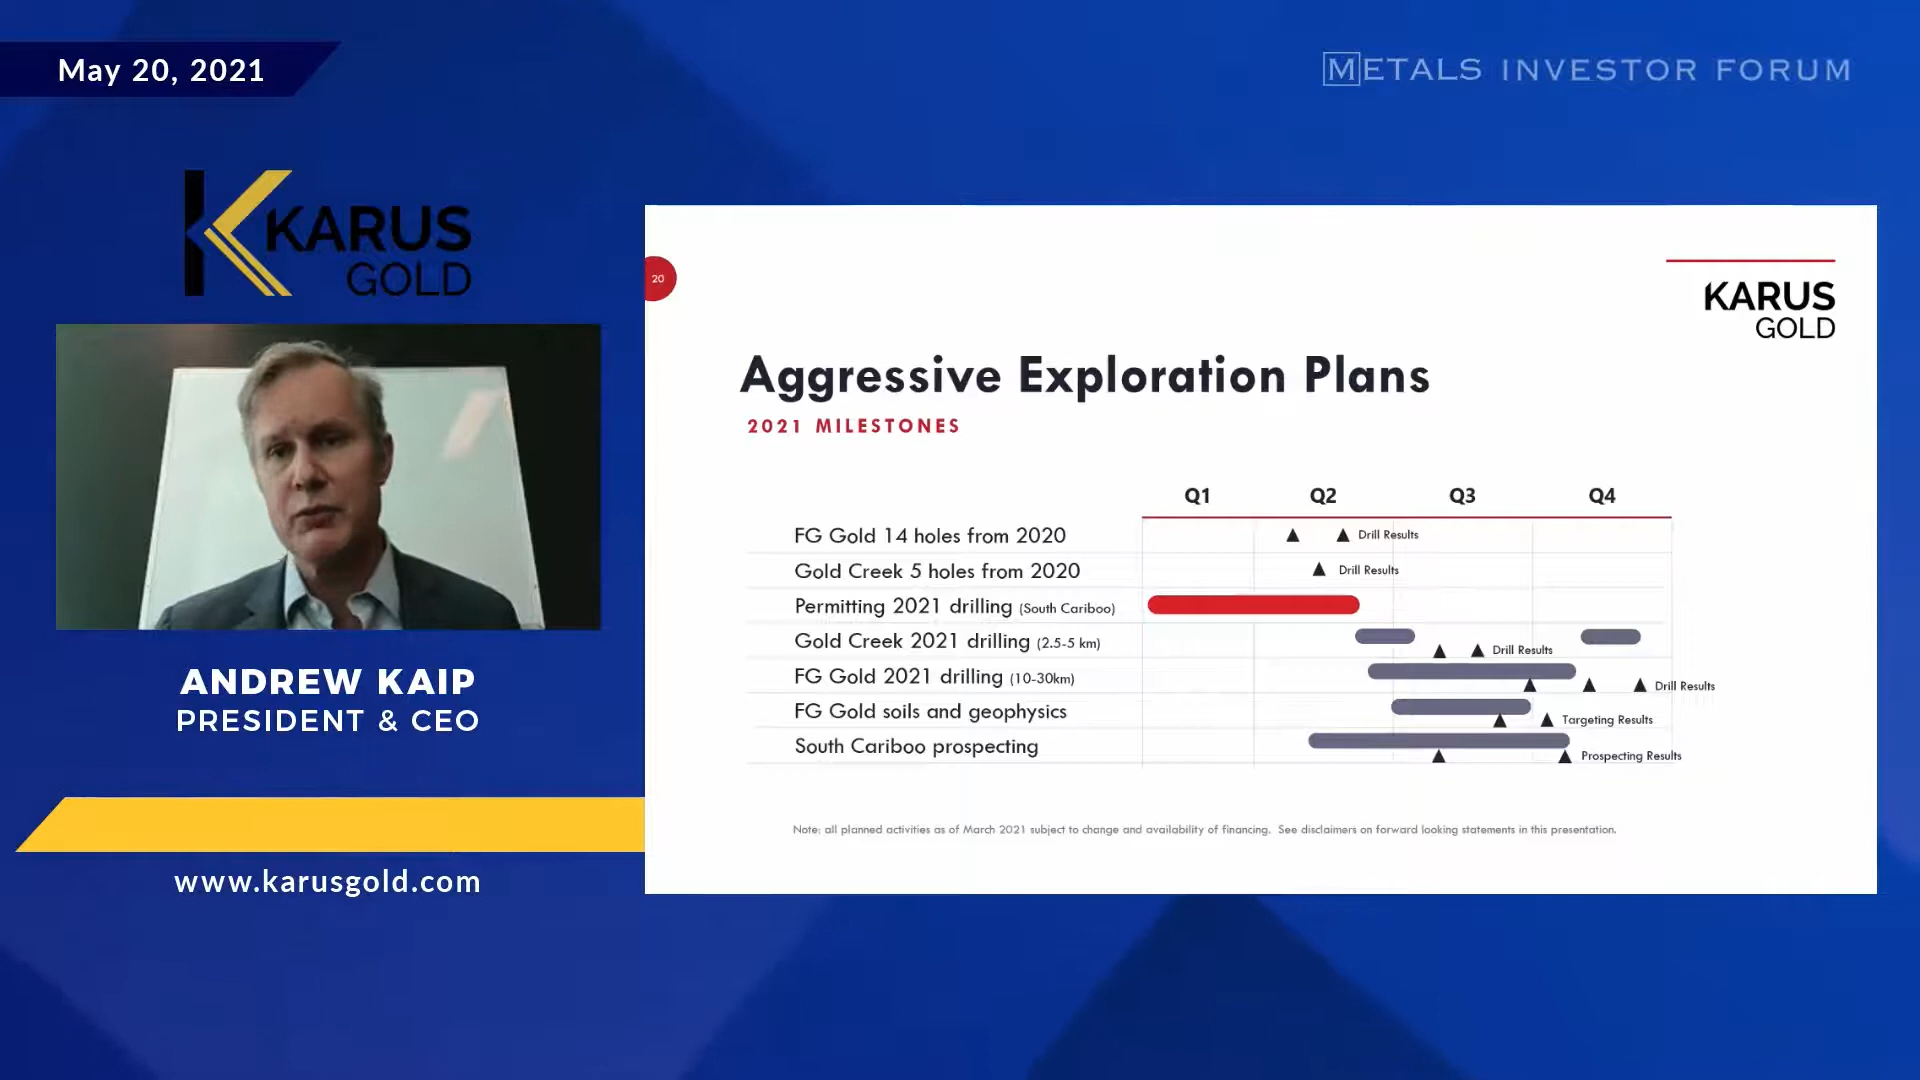 May 20, 2021
METALS INVESTOR FORUM
KARUS
GOLD
ANDREW KAIP
PRESIDENT & CEO
www.karusgold.com
20
KARUS
GOLD
Aggressive Exploration Plans
2021 MILESTONES
Q1 Q2 Q3 Q4
FG Gold 14 holes from 2020 Drill Results
Gold Creek 5 holes from 2020 Drill Results
Permitting 2021 drilling (South Cariboo)
Gold Creek 2021 drilling (2.5-5 km) Drill Results
FG Gold 2021 drilling (10-30km) Drill Results
FG Gold soils and geophysics Targeting Results
South Cariboo prospecting Prospecting Results
Note: all planned activities as of March 2021 subject to change and availability of financing. See disclaimers on forward looking statements in this presentation.